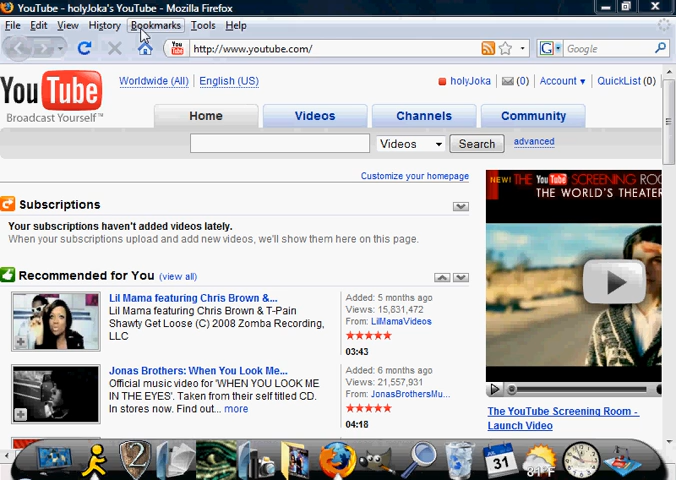 YouTube - holyJoka's YouTube - Mozilla Firefox
File Edit View History Bookmarks Tools Help
http://www.youtube.com/ Google
YouTube
Broadcast Yourself™
Worldwide (All) English (US) holyJoka (0) Account QuickList (0)
Home Videos Channels Community
Videos Search advanced
Customize your homepage
Subscriptions
Your subscriptions haven't added videos lately.
When your subscriptions upload and add new videos, we'll show them here on this page.
NEW! THE YouTube SCREENING ROO
THE WORLD'S THEATER
Recommended for You (view all)
Lil Mama featuring Chris Brown &...
Lil Mama featuring Chris Brown & T-Pain
Shawty Get Loose (C) 2008 Zomba Recording,
LLC
Added: 5 months ago
Views: 15,831,472
From: LilMamaVideos
03:43
Jonas Brothers: When You Look Me...
Official music video for 'WHEN YOU LOOK ME
IN THE EYES'. Taken from their self titled CD.
In stores now. Find out... more
Added: 6 months ago
Views: 21,557,931
From: JonasBrothersMu...
04:18
The YouTube Screening Room -
Launch Video
2
31
81°F